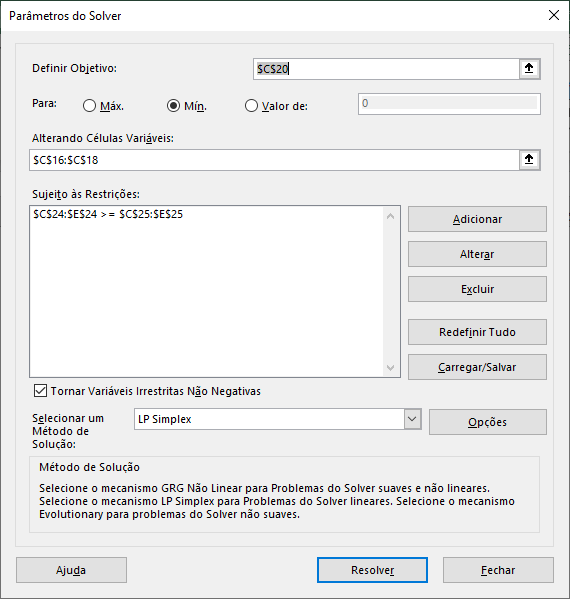 Parâmetros do Solver
Definir Objetivo:
$C$20
Para:
Máx.
Mín.
Valor de:
0
Alterando Células Variáveis:
$C$16:$C$18
Sujeito às Restrições:
$C$24:$E$24 >= $C$25:$E$25
Adicionar
Alterar
Excluir
Redefinir Tudo
Carregar/Salvar
Tornar Variáveis Irrestritas Não Negativas
Selecionar um
Método de
Solução:
LP Simplex
Opções
Método de Solução
Selecione o mecanismo GRG Não Linear para Problemas do Solver suaves e não lineares.
Selecione o mecanismo LP Simplex para Problemas do Solver lineares. Selecione o mecanismo
Evolutionary para problemas do Solver não suaves.
Ajuda
Resolver
Fechar